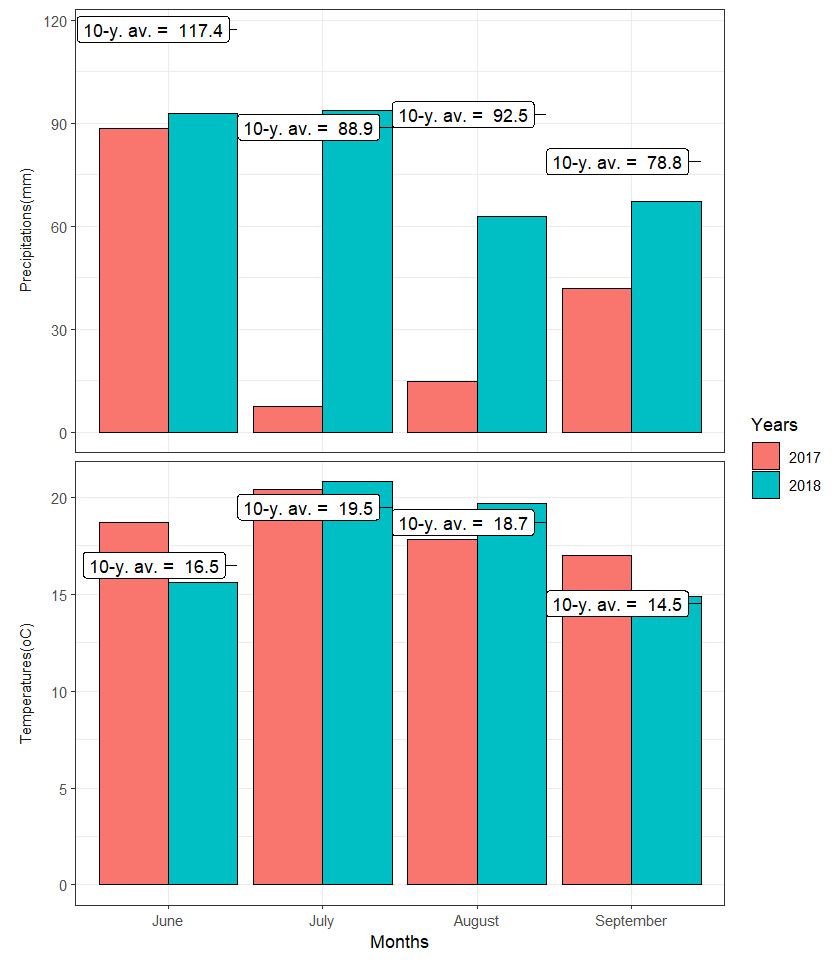 120
10-y. av. =  117.4
90
10-y. av. =  88.9
10-y. av. =  92.5
10-y. av. =  78.8
60
30
0
Precipitations(mm)
Years
2017
2018
20
10-y. av. =  16.5
10-y. av. =  19.5
10-y. av. =  18.7
10-y. av. =  14.5
15
10
5
0
Temperatures(oC)
June July August September
Months